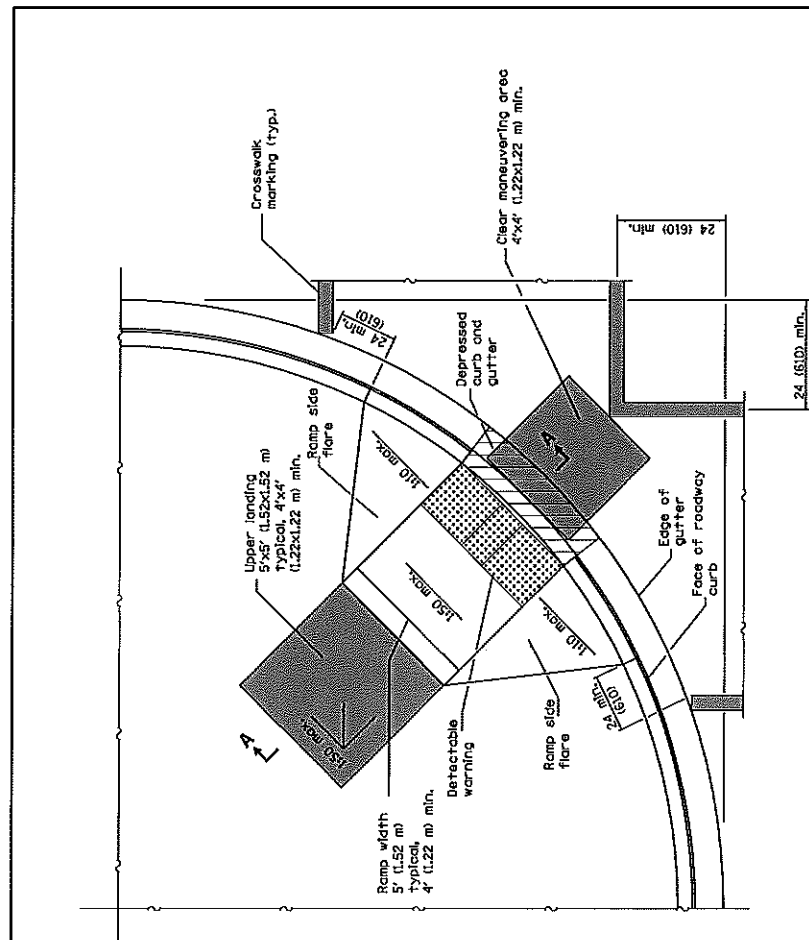 Crosswalk
marking (typ.)
Clear maneuvering area
4'x4' (1.22x1.22 m) min.
24 (610) min.
24 (610) min.
24 min.
(610)
Depressed
curb and
gutter
Ramp side
flare
Upper landing
5'x5' (1.52x1.52 m)
typical, 4'x4'
(1.22x1.22 m) min.
1:10 max.
A
1:50 max.
Edge of
gutter
Face of roadway
curb
1:10 max.
A
1:50 max.
Detectable
warning
Ramp side
flare
24 min.
(610)
Ramp width
5' (1.52 m)
typical,
4' (1.22 m) min.